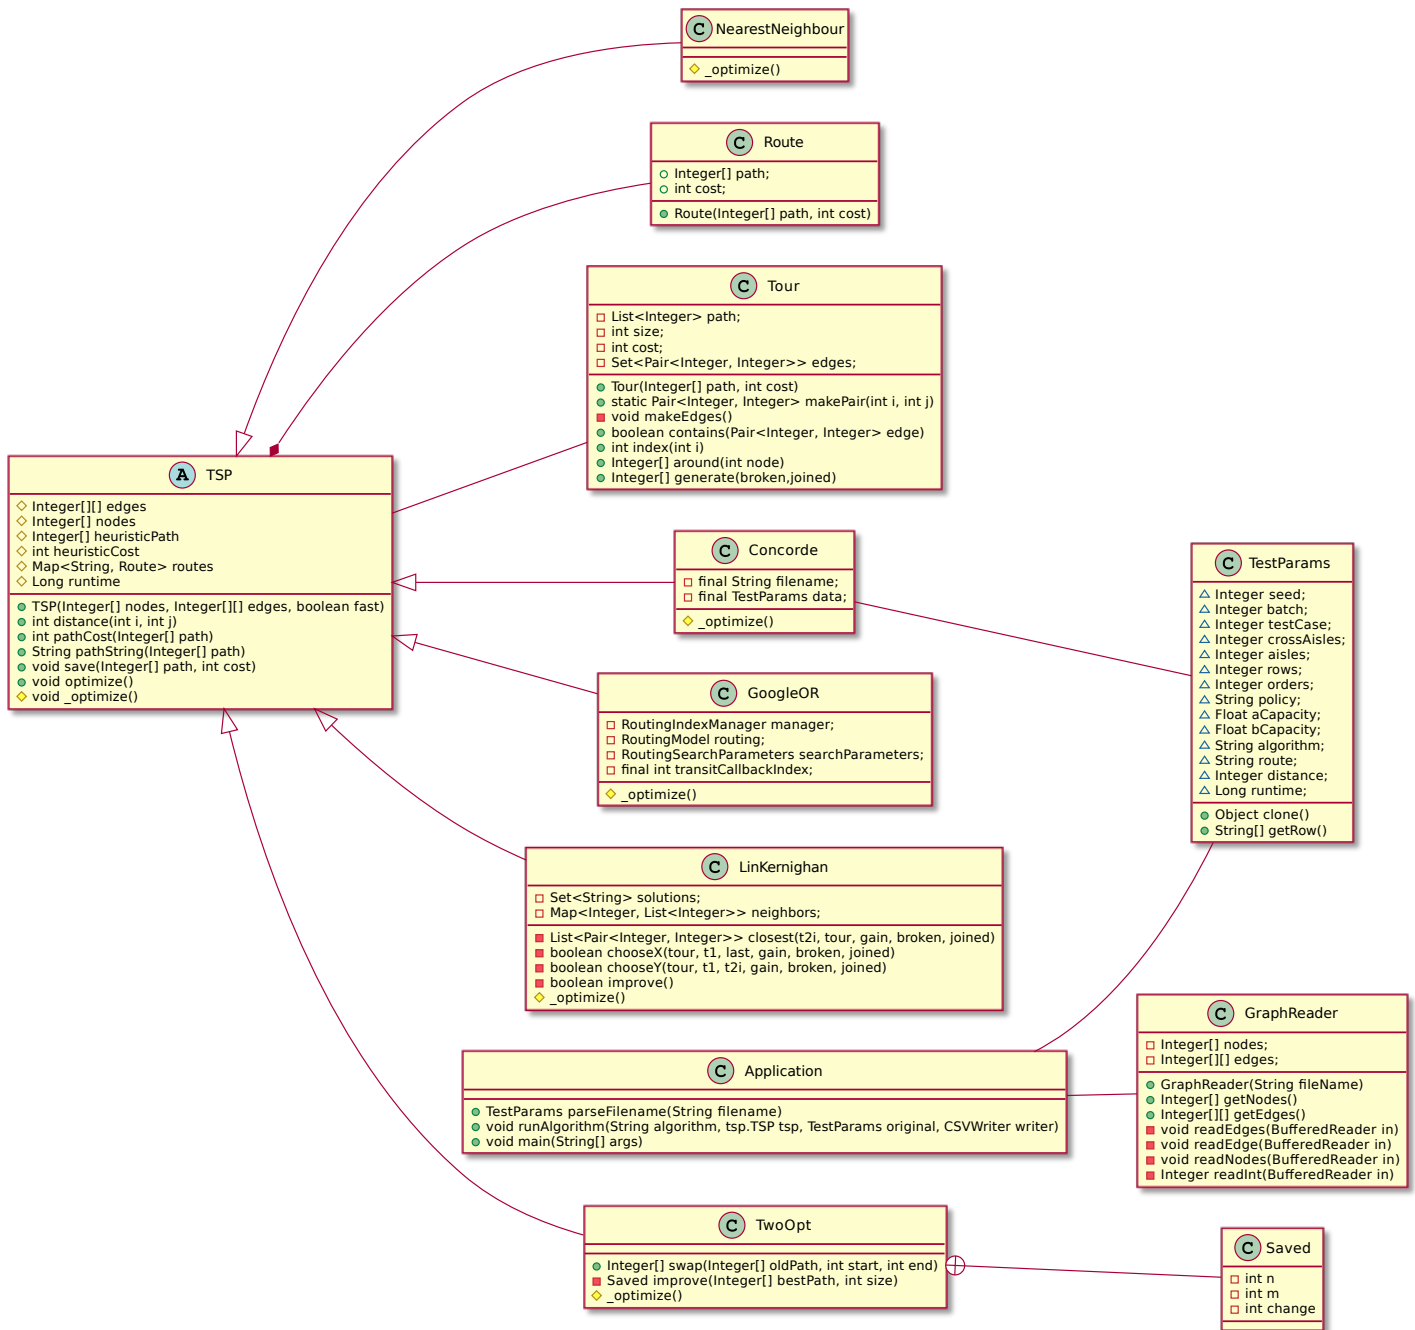 C NearestNeighbour
_optimize()
C Route
Integer[] path;
int cost;
Route(Integer[] path, int cost)
C Tour
List<Integer> path;
int size;
int cost;
Set<Pair<Integer, Integer>> edges;
Tour(Integer[] path, int cost)
static Pair<Integer, Integer> makePair(int i, int j)
void makeEdges()
boolean contains(Pair<Integer, Integer> edge)
int index(int i)
Integer[] around(int node)
Integer[] generate(broken,joined)
A TSP
Integer[][] edges
Integer[] nodes
Integer[] heuristicPath
int heuristicCost
Map<String, Route> routes
Long runtime
TSP(Integer[] nodes, Integer[][] edges, boolean fast)
int distance(int i, int j)
int pathCost(Integer[] path)
String pathString(Integer[] path)
void save(Integer[] path, int cost)
void optimize()
void _optimize()
C Concorde
final String filename;
final TestParams data;
_optimize()
C TestParams
Integer seed;
Integer batch;
Integer testCase;
Integer crossAisles;
Integer aisles;
Integer rows;
Integer orders;
String policy;
Float aCapacity;
Float bCapacity;
String algorithm;
String route;
Integer distance;
Long runtime;
Object clone()
String[] getRow()
C GoogleOR
RoutingIndexManager manager;
RoutingModel routing;
RoutingSearchParameters searchParameters;
final int transitCallbackIndex;
_optimize()
C LinKernighan
Set<String> solutions;
Map<Integer, List<Integer>> neighbors;
List<Pair<Integer, Integer>> closest(t2i, tour, gain, broken, joined)
boolean chooseX(tour, t1, last, gain, broken, joined)
boolean chooseY(tour, t1, t2i, gain, broken, joined)
boolean improve()
_optimize()
C Application
TestParams parseFilename(String filename)
void runAlgorithm(String algorithm, tsp.TSP tsp, TestParams original, CSVWriter writer)
void main(String[] args)
C GraphReader
Integer[] nodes;
Integer[][] edges;
GraphReader(String fileName)
Integer[] getNodes()
Integer[][] getEdges()
void readEdges(BufferedReader in)
void readEdge(BufferedReader in)
void readNodes(BufferedReader in)
Integer readInt(BufferedReader in)
C TwoOpt
Integer[] swap(Integer[] oldPath, int start, int end)
Saved improve(Integer[] bestPath, int size)
_optimize()
C Saved
int n
int m
int change